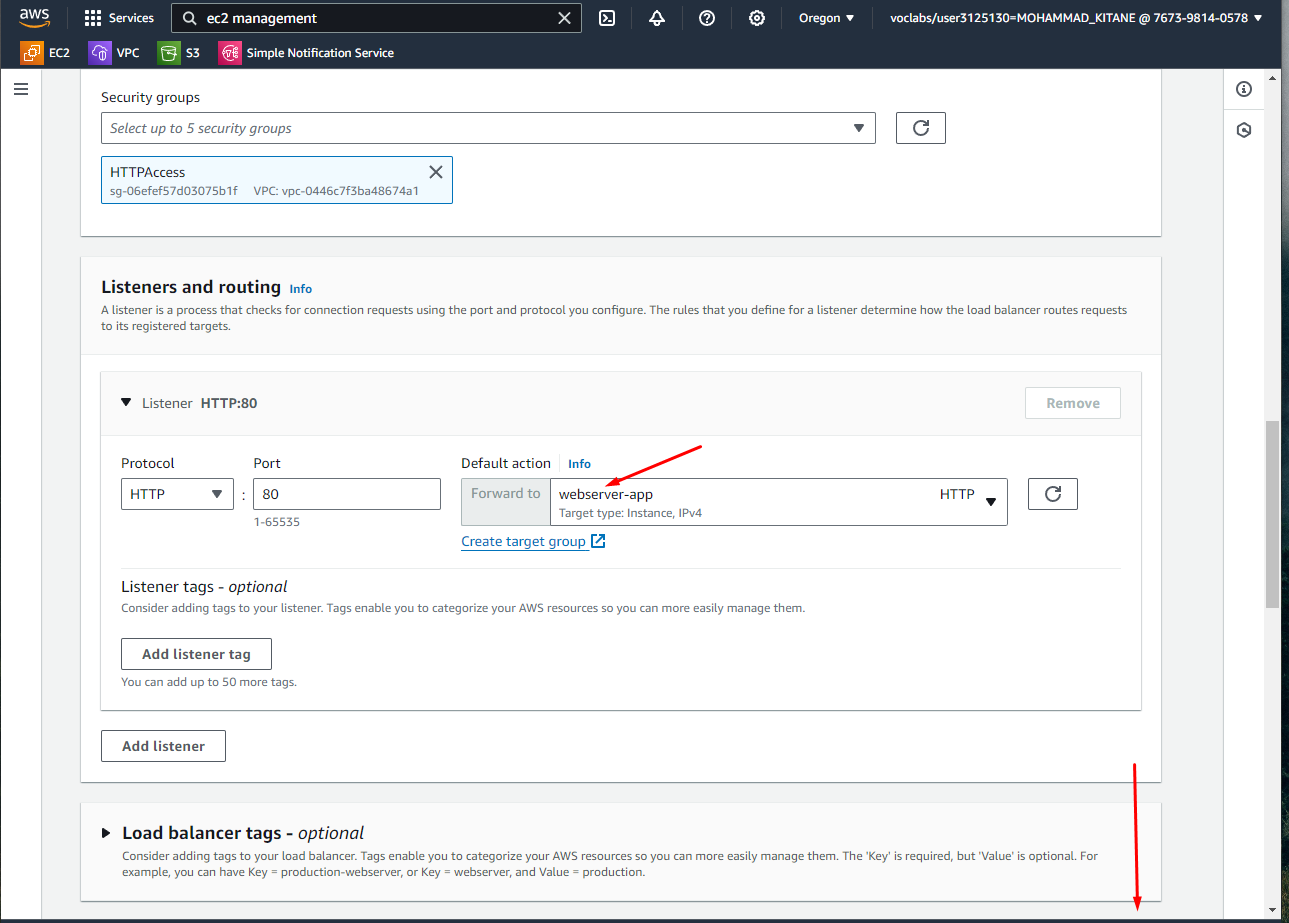 aws
Services
ec2 management
Oregon
voclabs/user3125130=MOHAMMAD_KITANE @ 7673-9814-0578
EC2
VPC
S3
Simple Notification Service
Security groups
Select up to 5 security groups
HTTPAccess
sg-06efef57d03075b1f VPC: vpc-0446c7f3ba48674a1
Listeners and routing Info
A listener is a process that checks for connection requests using the port and protocol you configure. The rules that you define for a listener determine how the load balancer routes requests
to its registered targets.
Listener HTTP:80
Remove
Protocol
Port
Default action Info
HTTP
:
80
Forward to
webserver-app
HTTP
Target type: Instance, IPv4
1-65535
Create target group
Listener tags - optional
Consider adding tags to your listener. Tags enable you to categorize your AWS resources so you can more easily manage them.
Add listener tag
You can add up to 50 more tags.
Add listener
Load balancer tags - optional
Consider adding tags to your load balancer. Tags enable you to categorize your AWS resources so you can more easily manage them. The 'Key' is required, but 'Value' is optional. For
example, you can have Key = production-webserver, or Key = webserver, and Value = production.